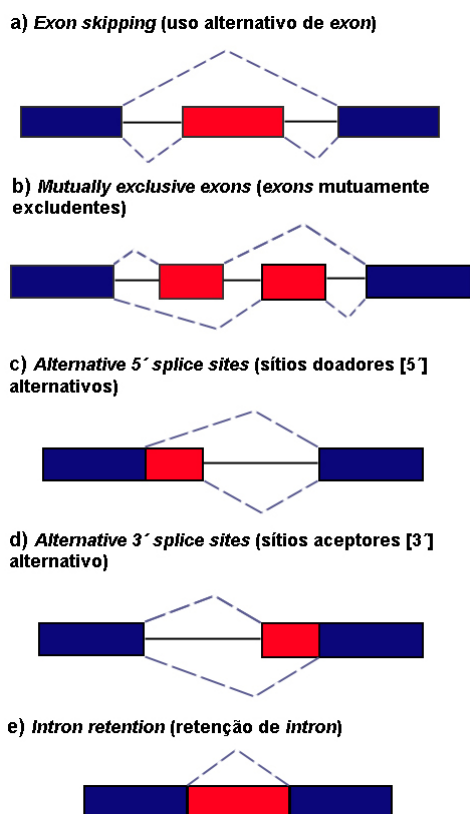 a) Exon skipping (uso alternativo de exon)
b) Mutually exclusive exons (exons mutuamente
excludentes)
c) Alternative 5´ splice sites (sítios doadores [5´]
alternativos)
d) Alternative 3´ splice sites (sítios aceptores [3´]
alternativo)
e) Intron retention (retenção de intron)